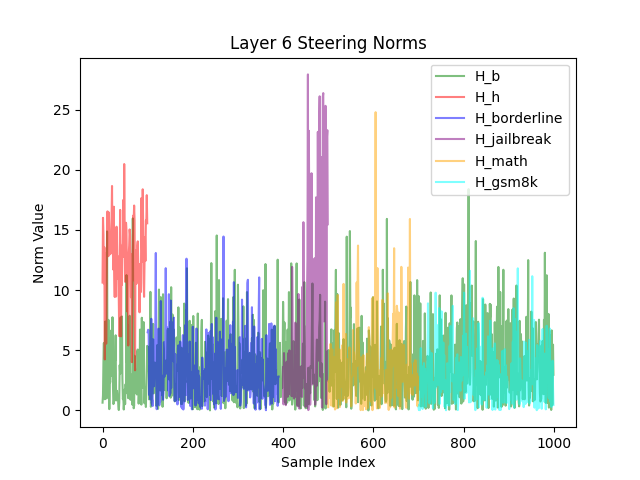 Layer 6 Steering Norms
H_b
H_h
H_borderline
H_jailbreak
H_math
H_gsm8k
Norm Value
25
20
15
10
5
0
0 200 400 600 800 1000
Sample Index